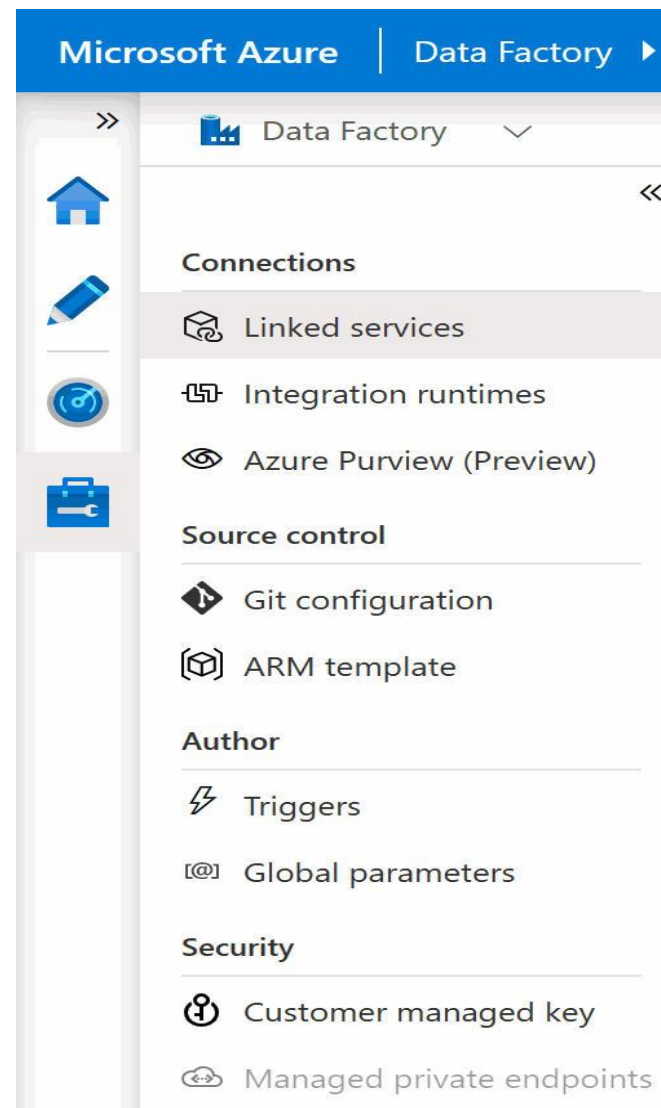 Microsoft Azure Data Factory
Data Factory
Connections
Linked services
Integration runtimes
Azure Purview (Preview)
Source control
Git configuration
ARM template
Author
Triggers
[@] Global parameters
Security
Customer managed key
Managed private endpoints